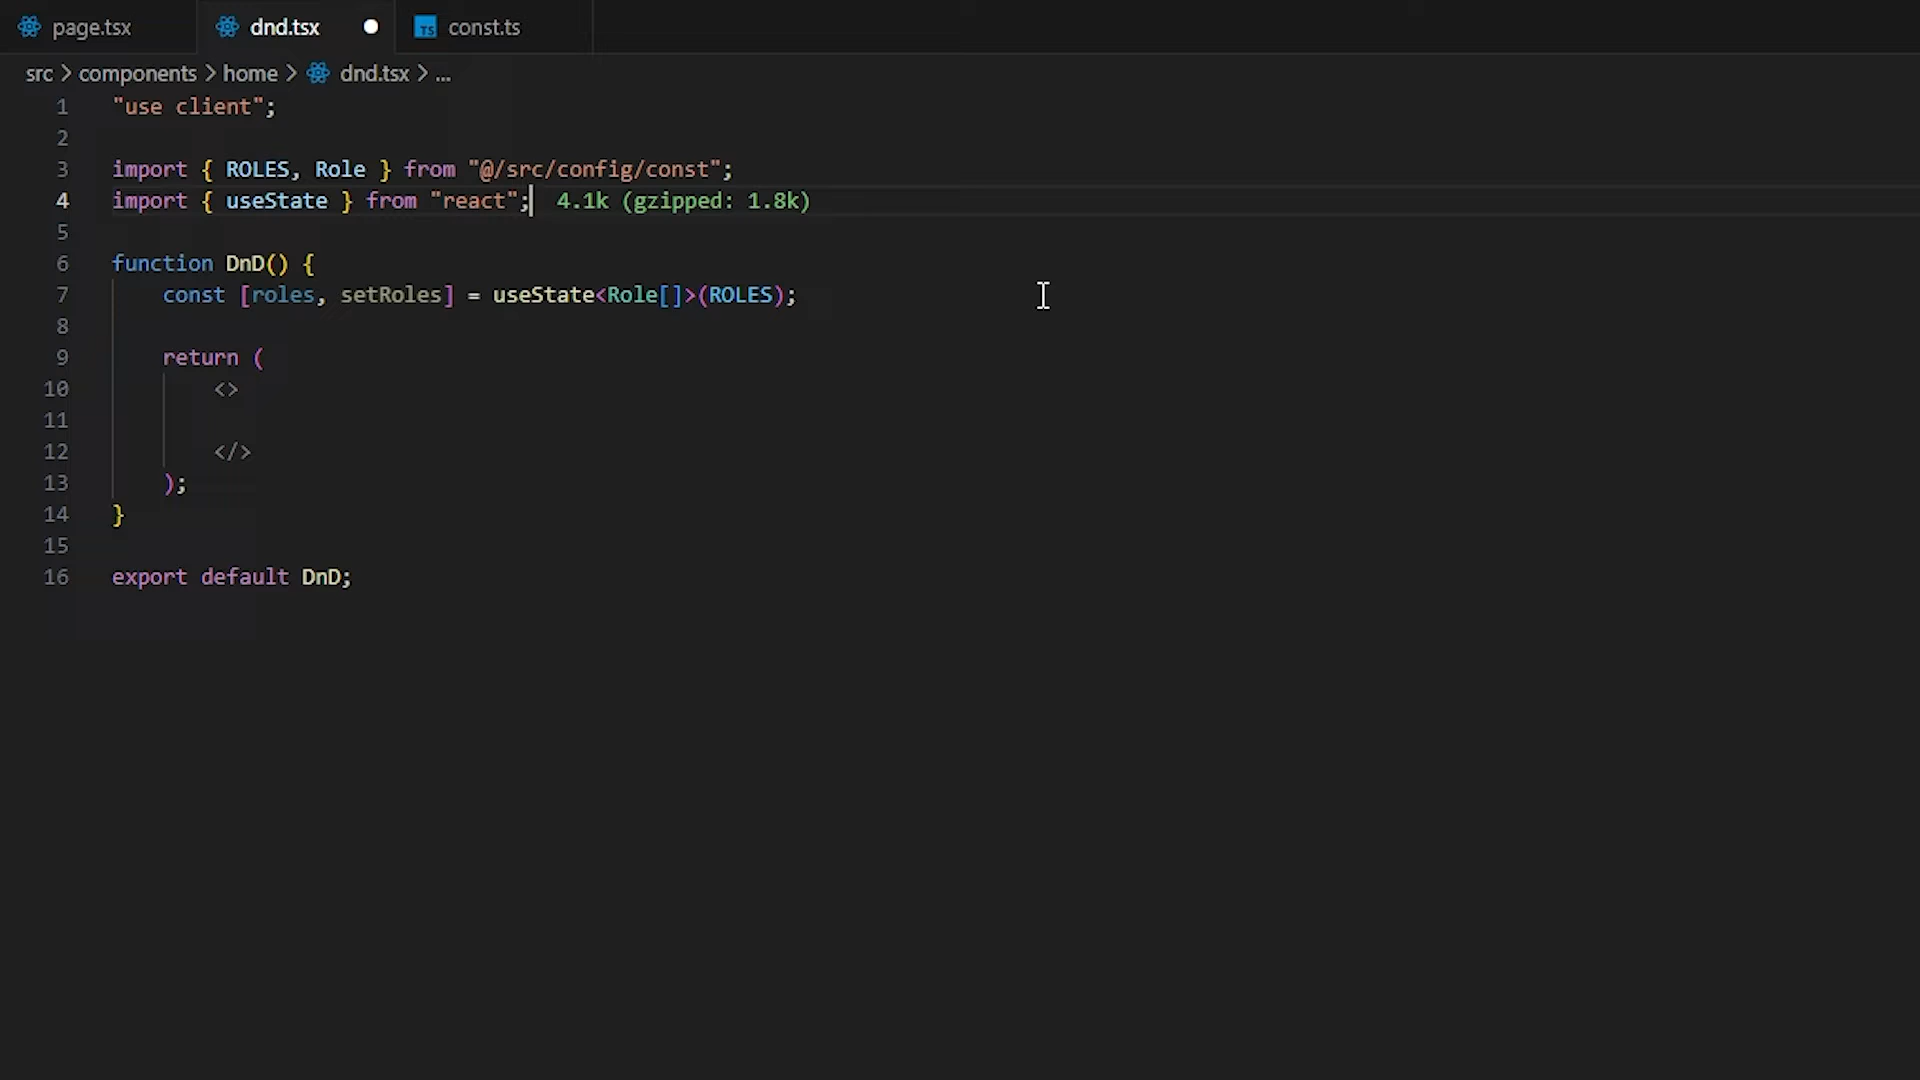 page.tsx dnd.tsx TS const.ts
src > components > home > dnd.tsx > ...
1 "use client";
2
3 import { ROLES, Role } from "@/src/config/const";
4 import { useState } from "react"; 4.1k (gzipped: 1.8k)
5
6 function DnD() {
7 const [roles, setRoles] = useState<Role[]>(ROLES);
8
9 return (
10 <>
11
12 </>
13 );
14 }
15
16 export default DnD;